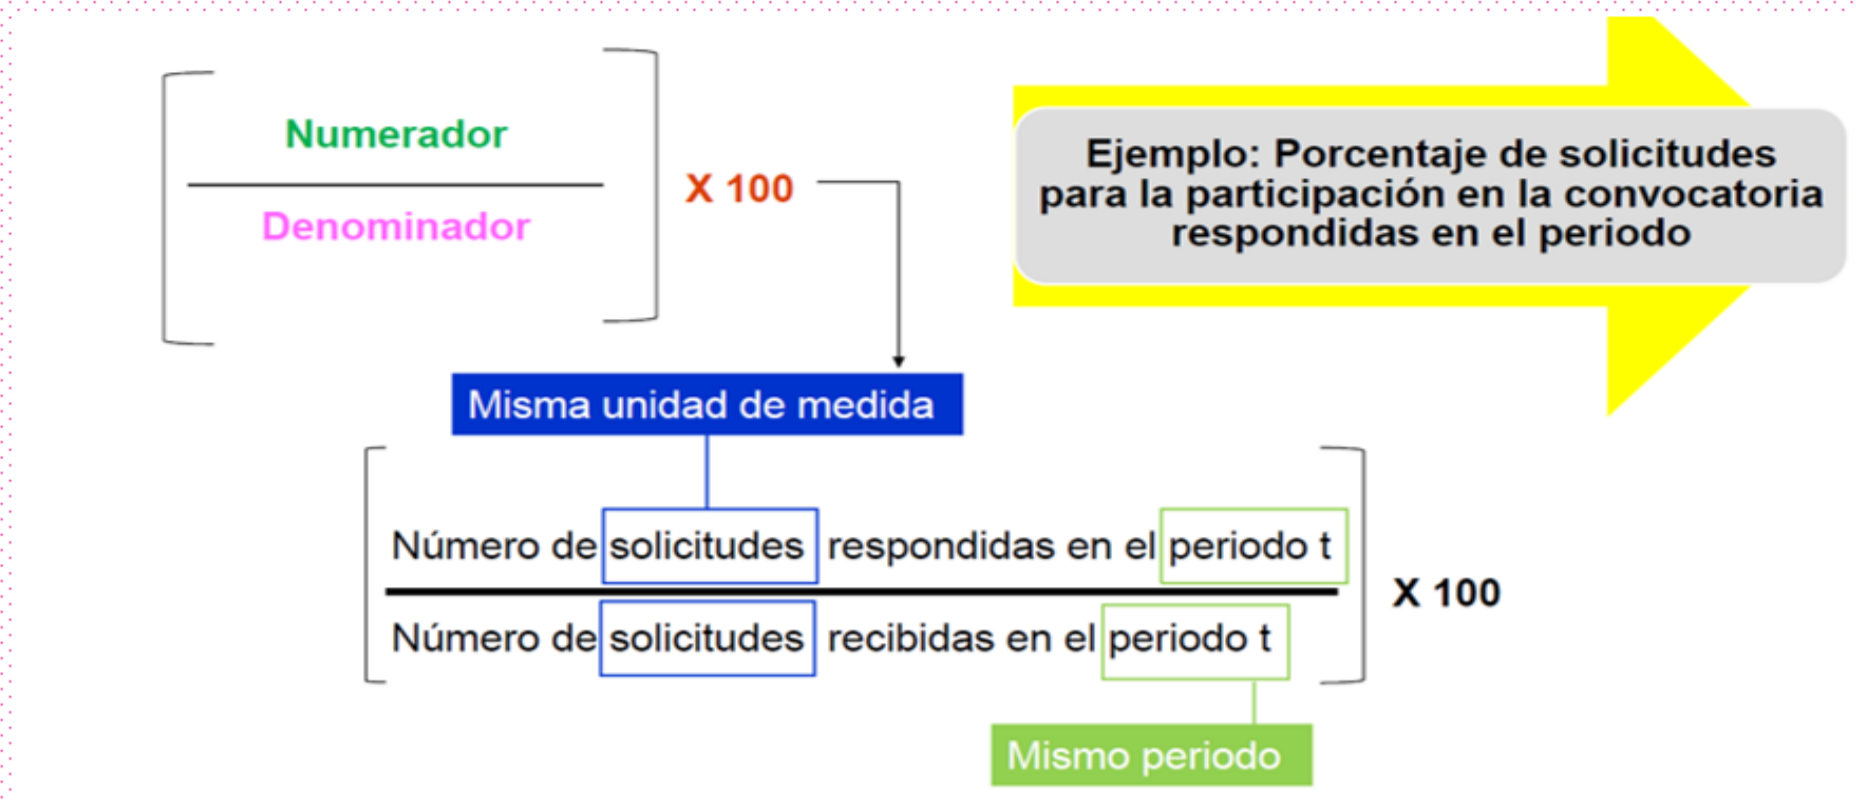 Numerador
Denominador
X 100
Ejemplo: Porcentaje de solicitudes
para la participación en la convocatoria
respondidas en el periodo
Misma unidad de medida
Número de solicitudes respondidas en el periodo t
Número de solicitudes recibidas en el periodo t
X 100
Mismo periodo